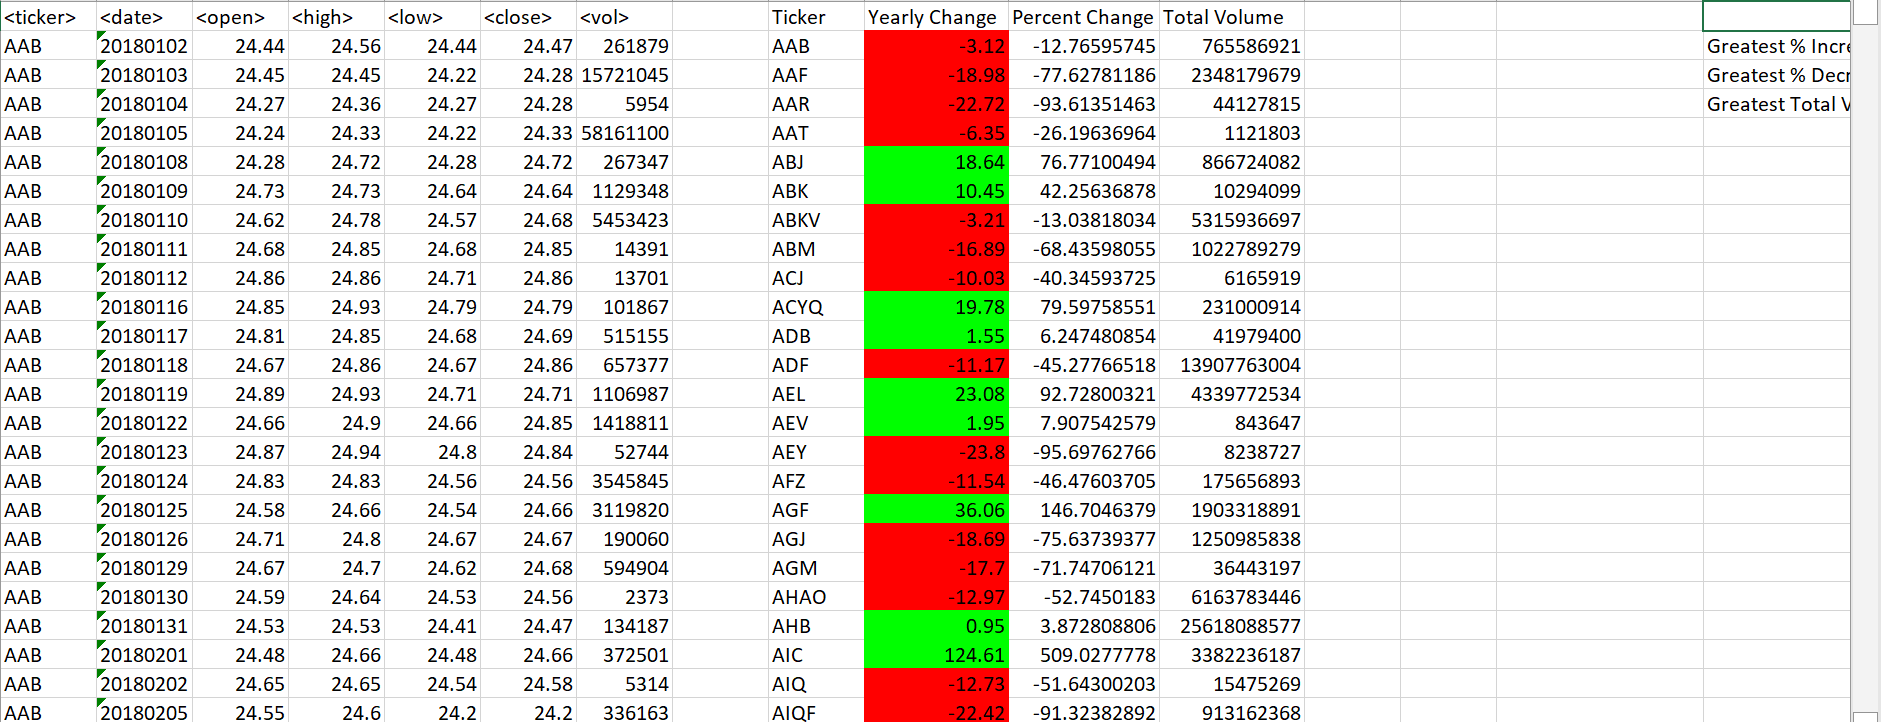 <ticker> <date> <open> <high> <low> <close> <vol> Ticker Yearly Change Percent Change Total Volume
AAB 20180102 24.44 24.56 24.44 24.47 261879 AAB -3.12 -12.76595745 765586921 Greatest % Incre
AAB 20180103 24.45 24.45 24.22 24.28 15721045 AAF -18.98 -77.62781186 2348179679 Greatest % Decr
AAB 20180104 24.27 24.36 24.27 24.28 5954 AAR -22.72 -93.61351463 44127815 Greatest Total V
AAB 20180105 24.24 24.33 24.22 24.33 58161100 AAT -6.35 -26.19636964 1121803
AAB 20180108 24.28 24.72 24.28 24.72 267347 ABJ 18.64 76.77100494 866724082
AAB 20180109 24.73 24.73 24.64 24.64 1129348 ABK 10.45 42.25636878 10294099
AAB 20180110 24.62 24.78 24.57 24.68 5453423 ABKV -3.21 -13.03818034 5315936697
AAB 20180111 24.68 24.85 24.68 24.85 14391 ABM -16.89 -68.43598055 1022789279
AAB 20180112 24.86 24.86 24.71 24.86 13701 ACJ -10.03 -40.34593725 6165919
AAB 20180116 24.85 24.93 24.79 24.79 101867 ACYQ 19.78 79.59758551 231000914
AAB 20180117 24.81 24.85 24.68 24.69 515155 ADB 1.55 6.247480854 41979400
AAB 20180118 24.67 24.86 24.67 24.86 657377 ADF -11.17 -45.27766518 13907763004
AAB 20180119 24.89 24.93 24.71 24.71 1106987 AEL 23.08 92.72800321 4339772534
AAB 20180122 24.66 24.9 24.66 24.85 1418811 AEV 1.95 7.907542579 843647
AAB 20180123 24.87 24.94 24.8 24.84 52744 AEY -23.8 -95.69762766 8238727
AAB 20180124 24.83 24.83 24.56 24.56 3545845 AFZ -11.54 -46.47603705 175656893
AAB 20180125 24.58 24.66 24.54 24.66 3119820 AGF 36.06 146.7046379 1903318891
AAB 20180126 24.71 24.8 24.67 24.67 190060 AGJ -18.69 -75.63739377 1250985838
AAB 20180129 24.67 24.7 24.62 24.68 594904 AGM -17.7 -71.74706121 36443197
AAB 20180130 24.59 24.64 24.53 24.56 2373 AHAO -12.97 -52.7450183 6163783446
AAB 20180131 24.53 24.53 24.41 24.47 134187 AHB 0.95 3.872808806 25618088577
AAB 20180201 24.48 24.66 24.48 24.66 372501 AIC 124.61 509.0277778 3382236187
AAB 20180202 24.65 24.65 24.54 24.58 5314 AIQ -12.73 -51.64300203 15475269
AAB 20180205 24.55 24.6 24.2 24.2 336163 AIQF -22.42 -91.32382892 913162368